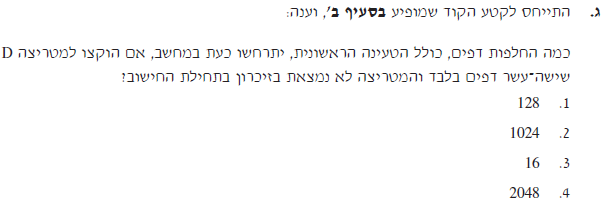 ג. התייחס לקטע הקוד שמופיע בסעיף ב', וענה:
כמה החלפות דפים, כולל הטעינה הראשונית, יתרחשו כעת במחשב, אם הוקצו למטריצה D
שישה־עשר דפים בלבד והמטריצה לא נמצאת בזיכרון בתחילת החישוב?
1. 128
2. 1024
3. 16
4. 2048